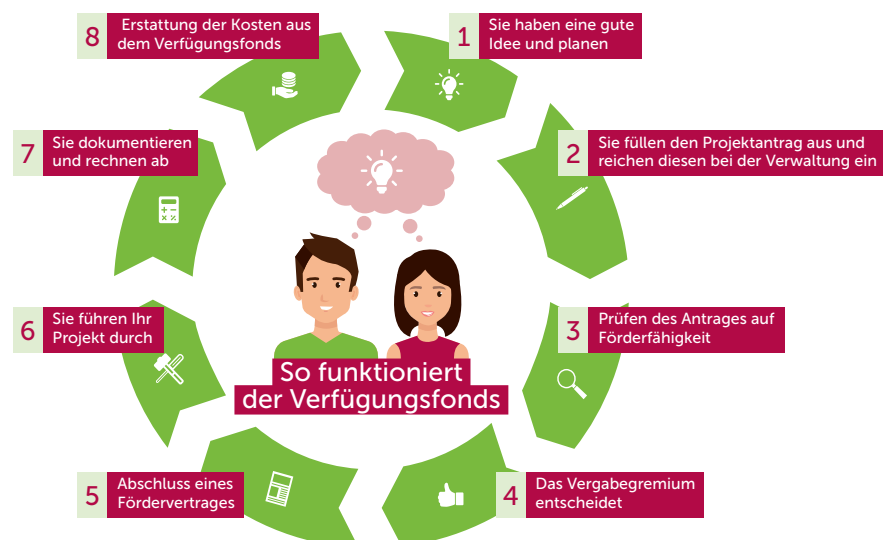 1
Sie haben eine gute
Idee und planen
2
Sie füllen den Projektantrag aus und
reichen diesen bei der Verwaltung ein
3
Prüfen des Antrages auf
Förderfähigkeit
4
Das Vergabegremium
entscheidet
5
Abschluss eines
Fördervertrages
6
Sie führen Ihr
Projekt durch
7
Sie dokumentieren
und rechnen ab
8
Erstattung der Kosten aus
dem Verfügungsfonds
So funktioniert
der Verfügungsfonds